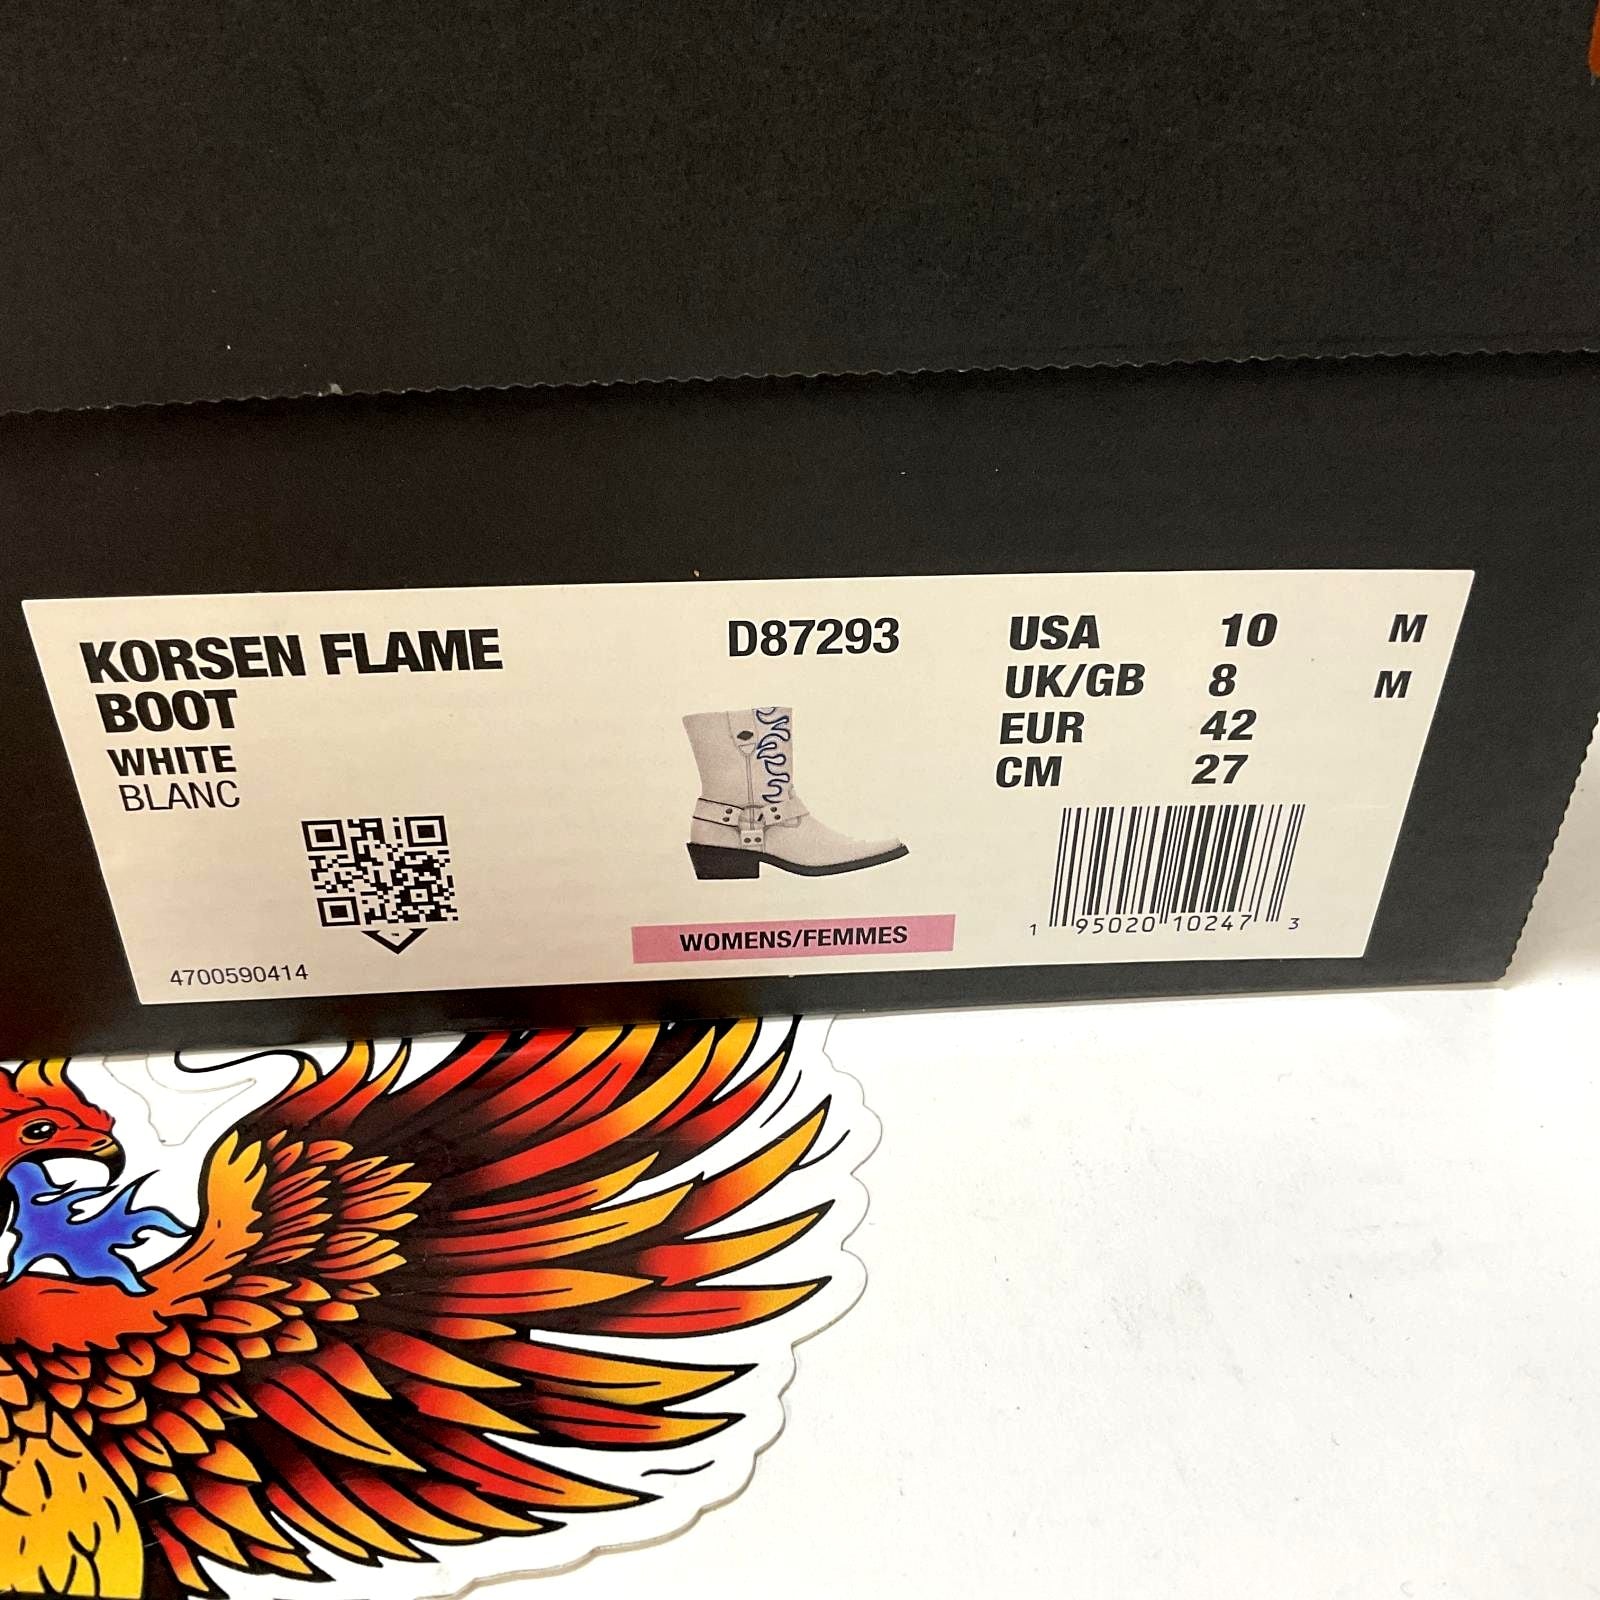 KORSEN FLAME
BOOT
WHITE
BLANC
4700590414
D87293
WOMENS/FEMMES
USA 10 M
UK/GB 8 M
EUR 42
CM 27
1 95020 10247 3